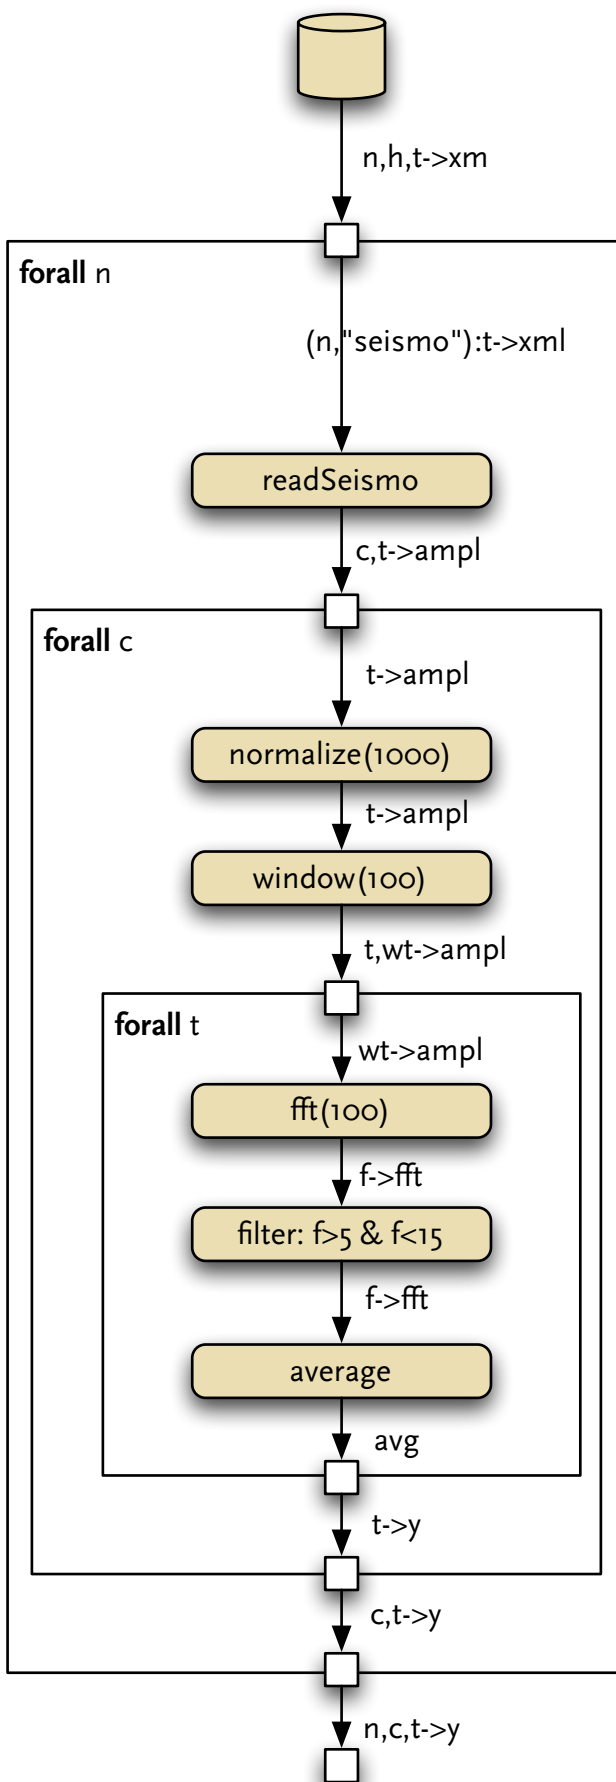 n,h,t->xm
forall n
(n,"seismo"):t->xml
readSeismo
c,t->ampl
forall c
t->ampl
normalize(1000)
t->ampl
window(100)
t,wt->ampl
forall t
wt->ampl
fft(100)
f->fft
filter: f>5 & f<15
f->fft
average
avg
t->y
c,t->y
n,c,t->y